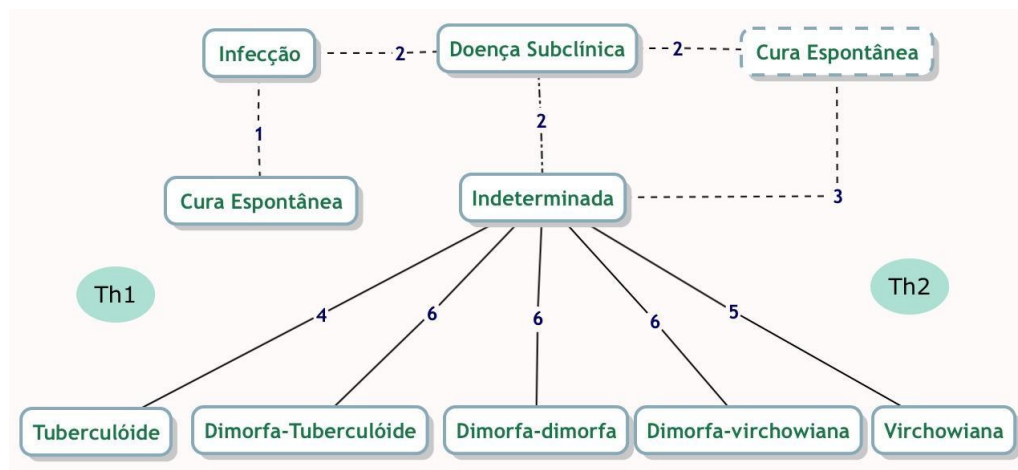 Infecção
2
Doença Subclínica
2
Cura Espontânea
1
2
Cura Espontânea
Indeterminada
3
Th1
Th2
4
6
6
6
5
Tuberculóide
Dimorfa-Tuberculóide
Dimorfa-dimorfa
Dimorfa-virchowiana
Virchowiana